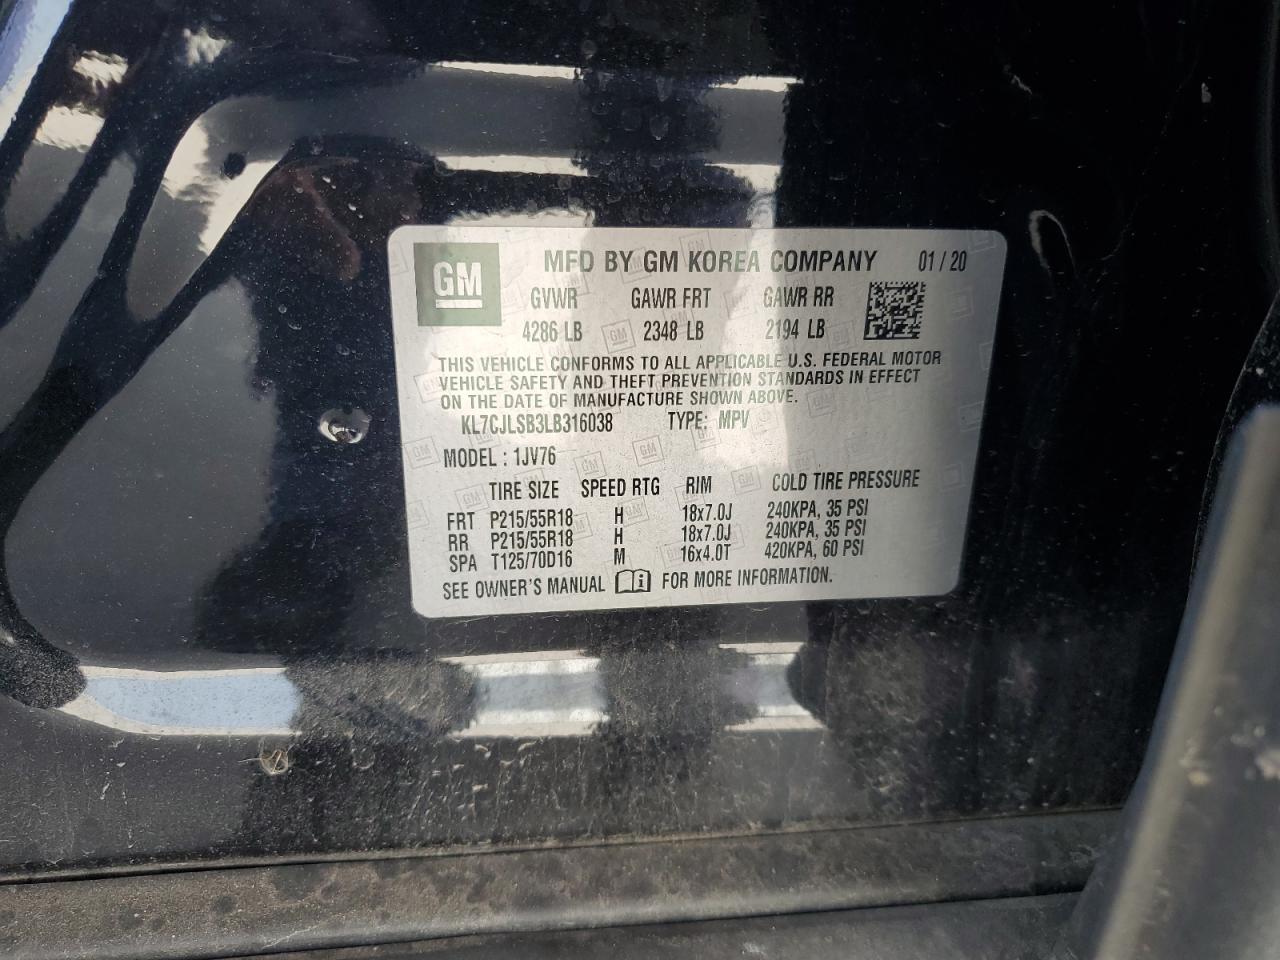 GM
MFD BY GM KOREA COMPANY 01 / 20
GVWR GAWR FRT GAWR RR
4286 LB 2348 LB 2194 LB
THIS VEHICLE CONFORMS TO ALL APPLICABLE U.S. FEDERAL MOTOR
VEHICLE SAFETY AND THEFT PREVENTION STANDARDS IN EFFECT
ON THE DATE OF MANUFACTURE SHOWN ABOVE.
KL7CJLSB3LB316038 TYPE: MPV
MODEL : 1JV76
TIRE SIZE SPEED RTG RIM COLD TIRE PRESSURE
FRT P215/55R18 H 18x7.0J 240KPA, 35 PSI
RR P215/55R18 H 18x7.0J 240KPA, 35 PSI
SPA T125/70D16 M 16x4.0T 420KPA, 60 PSI
SEE OWNER'S MANUAL FOR MORE INFORMATION.